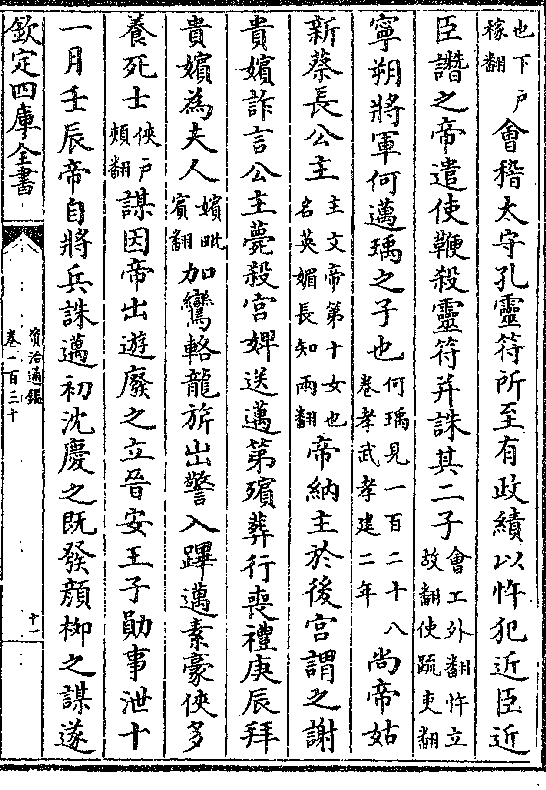 也下戶
稼翻
會稽太守孔靈符所至有政績以忤犯近臣近
臣譖之帝遣使鞭殺靈符并誅其二子
會工外翻忤立
故翻使疏吏翻
寧朔將軍何邁瑀之子也
何瑀見一百二十八
卷孝武孝建二年
尚帝姑
新蔡長公主
主文帝第十女也
名英媚長知兩翻
帝納主於後宮謂之謝
貴嬪詐言公主薨殺宮婢送邁第殯葬行喪禮庚辰拜
貴嬪為夫人
嬪毗
賓翻
加鸞輅龍旂出警入蹕邁素豪俠多
養死士
俠戶
頰翻
謀因帝出遊廢之立晉安王子勛事泄十
一月壬辰帝自將兵誅邁初沈慶之既發顏柳之謀遂
欽定四庫全書
資治通鑑
卷一百三十
十一